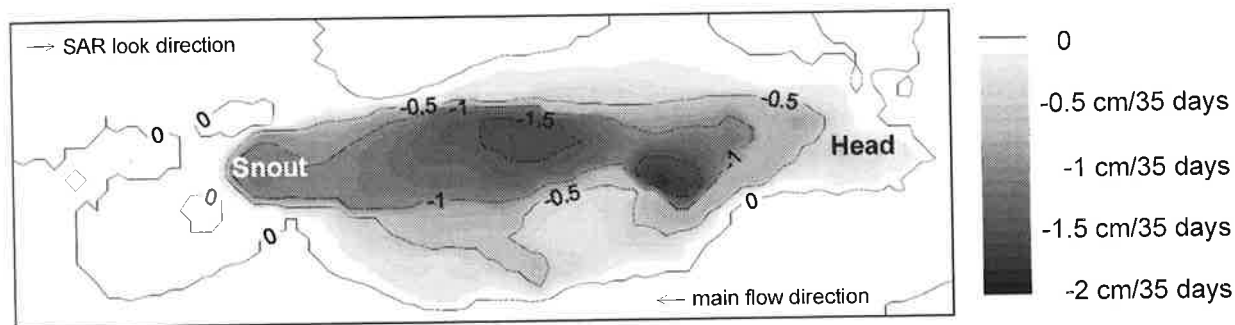 → SAR look direction
0
0
0
0
-0.5
-1
-1.5
-0.5
Snout
Head
-1
-1
-0.5
0
← main flow direction
0
-0.5 cm/35 days
-1 cm/35 days
-1.5 cm/35 days
-2 cm/35 days